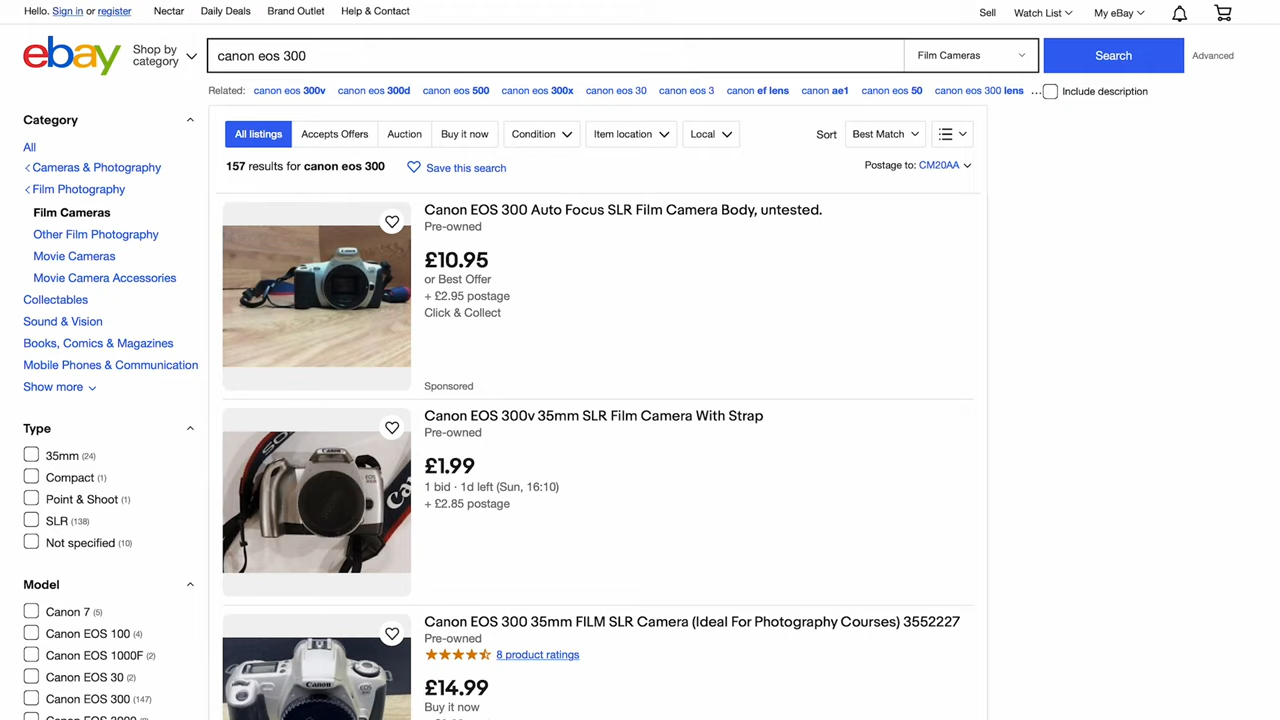 Hello. Sign in or register Nectar Daily Deals Brand Outlet Help & Contact Sell Watch List My eBay
ebay Shop by category canon eos 300 Film Cameras Search Advanced
Related: canon eos 300v canon eos 300d canon eos 500 canon eos 300x canon eos 30 canon eos 3 canon ef lens canon ae1 canon eos 50 canon eos 300 lens ... Include description
Category
All
Cameras & Photography
Film Photography
Film Cameras
Other Film Photography
Movie Cameras
Movie Camera Accessories
Collectables
Sound & Vision
Books, Comics & Magazines
Mobile Phones & Communication
Show more
Type
35mm (24)
Compact (1)
Point & Shoot (1)
SLR (138)
Not specified (10)
Model
Canon 7 (5)
Canon EOS 100 (4)
Canon EOS 1000F (2)
Canon EOS 30 (2)
Canon EOS 300 (147)
All listings Accepts Offers Auction Buy it now Condition Item location Local Sort Best Match
157 results for canon eos 300 Save this search Postage to: CM20AA
Canon EOS 300 Auto Focus SLR Film Camera Body, untested.
Pre-owned
£10.95
or Best Offer
+ £2.95 postage
Click & Collect
Sponsored
Canon EOS 300v 35mm SLR Film Camera With Strap
Pre-owned
£1.99
1 bid · 1d left (Sun, 16:10)
+ £2.85 postage
Canon EOS 300 35mm FILM SLR Camera (Ideal For Photography Courses) 3552227
Pre-owned
8 product ratings
£14.99
Buy it now
Canon